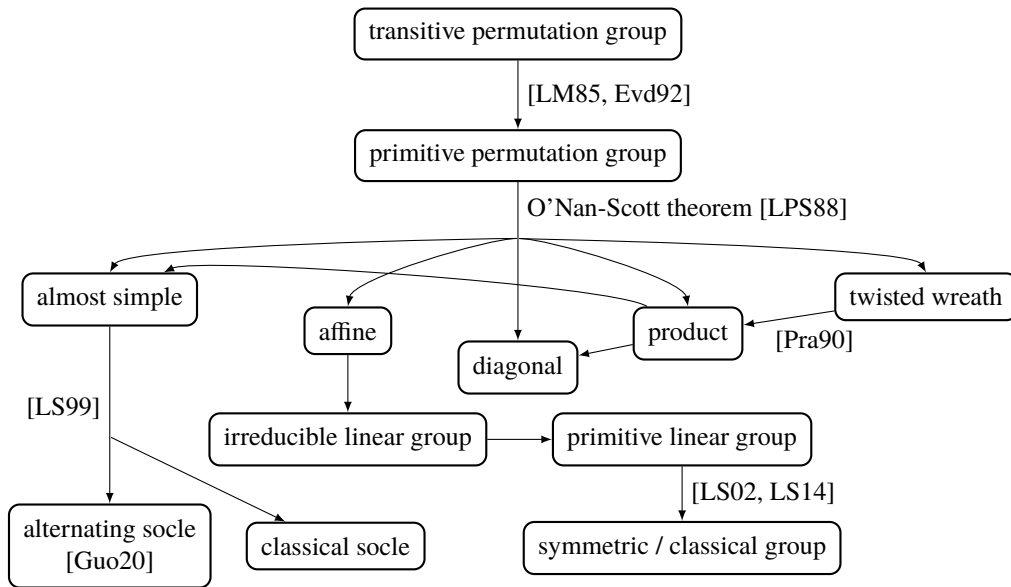 transitive permutation group
[LM85, Evd92]
primitive permutation group
O'Nan-Scott theorem [LPS88]
almost simple
affine
diagonal
product
twisted wreath
[Pra90]
[LS99]
irreducible linear group
primitive linear group
[LS02, LS14]
alternating socle
[Guo20]
classical socle
symmetric / classical group